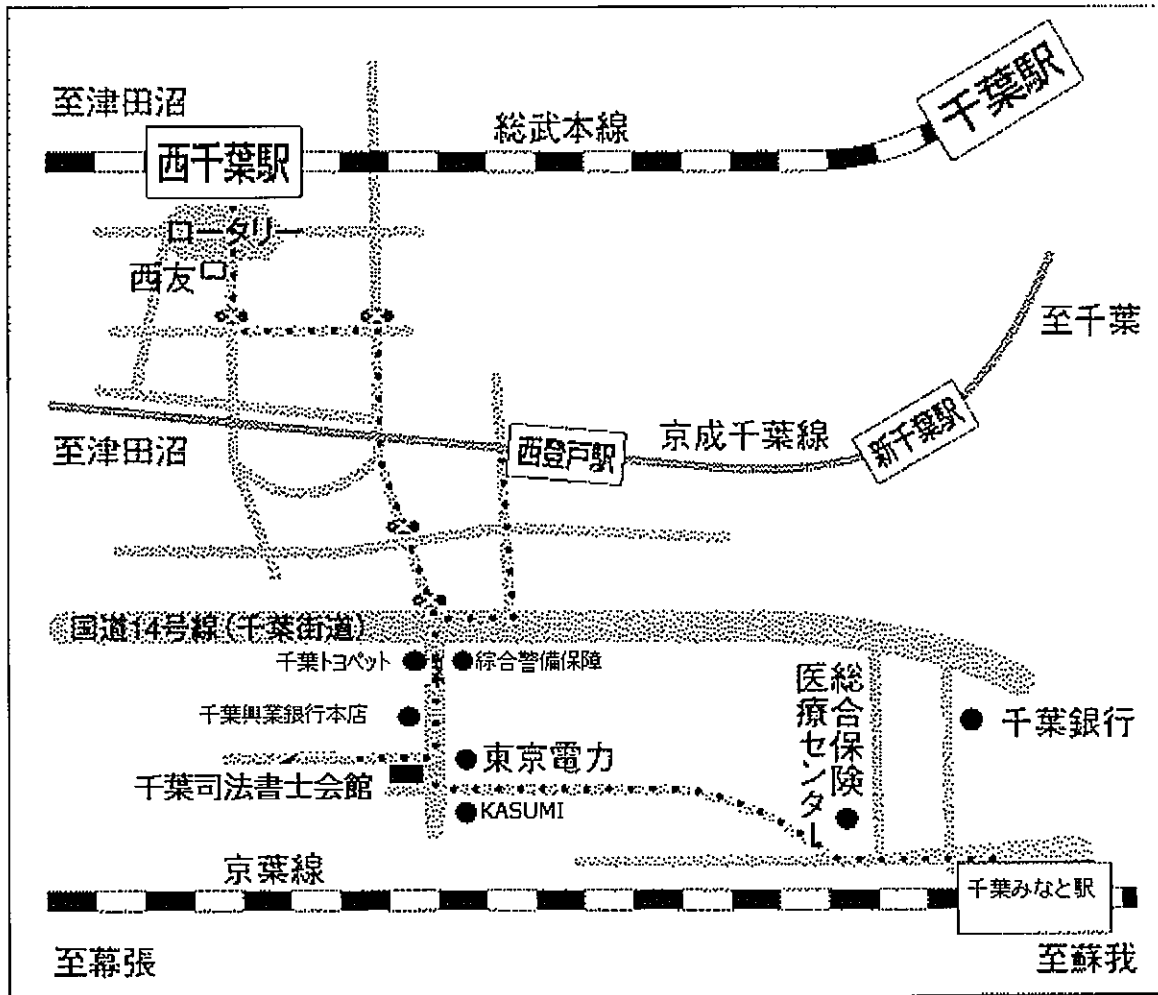 至津田沼
総武本線
千葉駅
西千葉駅
ロータリー
西友
至千葉
至津田沼
西登戸駅
京成千葉線
新千葉駅
国道14号線(千葉街道)
千葉トヨペット
綜合警備保障
千葉興業銀行本店
総合保険
医療センター
千葉銀行
東京電力
千葉司法書士会館
KASUMI
京葉線
千葉みなと駅
至幕張
至蘇我